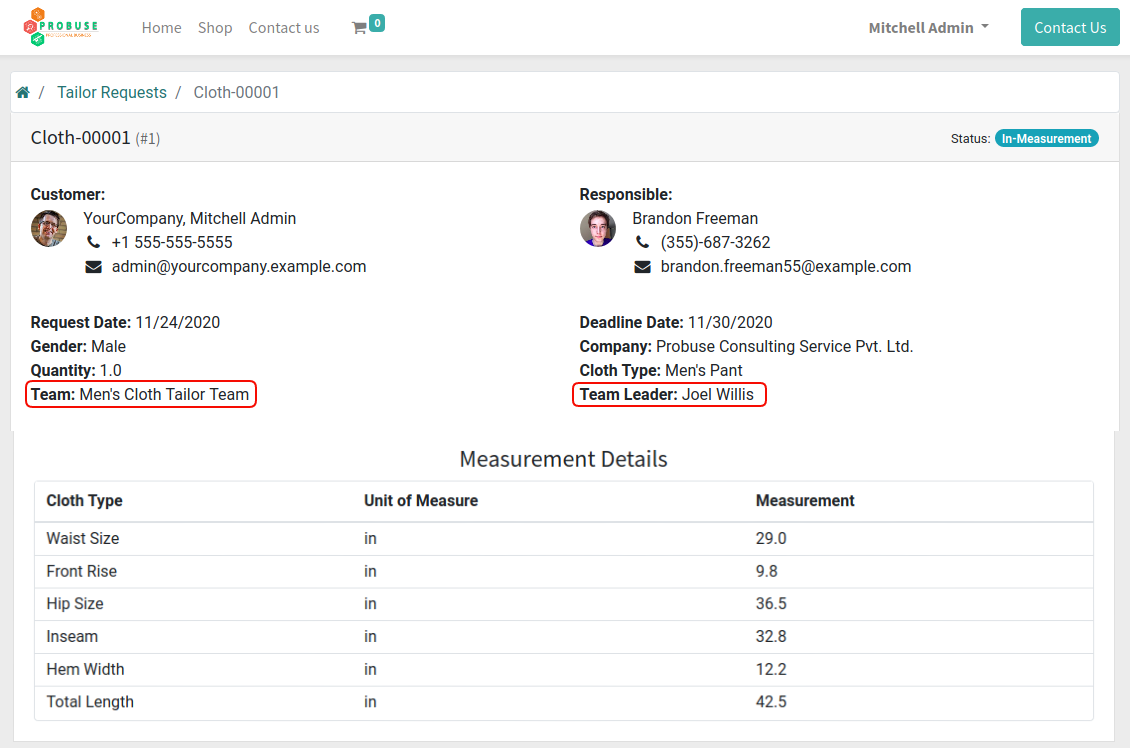 PROBUSE
Home Shop Contact us 0 Mitchell Admin Contact Us
/ Tailor Requests / Cloth-00001
Cloth-00001 (#1) Status: In-Measurement
Customer: Responsible:
YourCompany, Mitchell Admin Brandon Freeman
+1 555-555-5555 (355)-687-3262
admin@yourcompany.example.com brandon.freeman55@example.com
Request Date: 11/24/2020 Deadline Date: 11/30/2020
Gender: Male Company: Probuse Consulting Service Pvt. Ltd.
Quantity: 1.0 Cloth Type: Men's Pant
Team: Men's Cloth Tailor Team Team Leader: Joel Willis
Measurement Details
Cloth Type Unit of Measure Measurement
Waist Size in 29.0
Front Rise in 9.8
Hip Size in 36.5
Inseam in 32.8
Hem Width in 12.2
Total Length in 42.5